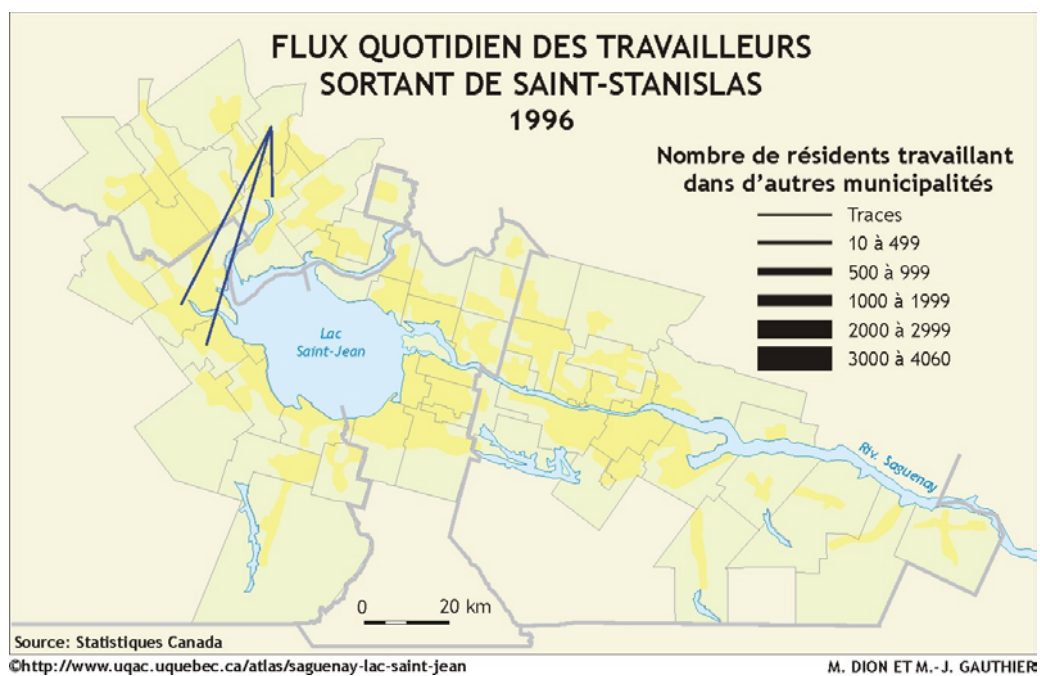 FLUX QUOTIDIEN DES TRAVAILLEURS
SORTANT DE SAINT-STANISLAS
1996
Nombre de résidents travaillant
dans d'autres municipalités
Traces
10 à 499
500 à 999
1000 à 1999
2000 à 2999
3000 à 4060
Lac
Saint-Jean
Riv. Saguenay
0 20 km
Source: Statistiques Canada
©http://www.uqac.uquebec.ca/atlas/saguenay-lac-saint-jean
M. DION ET M.-J. GAUTHIER